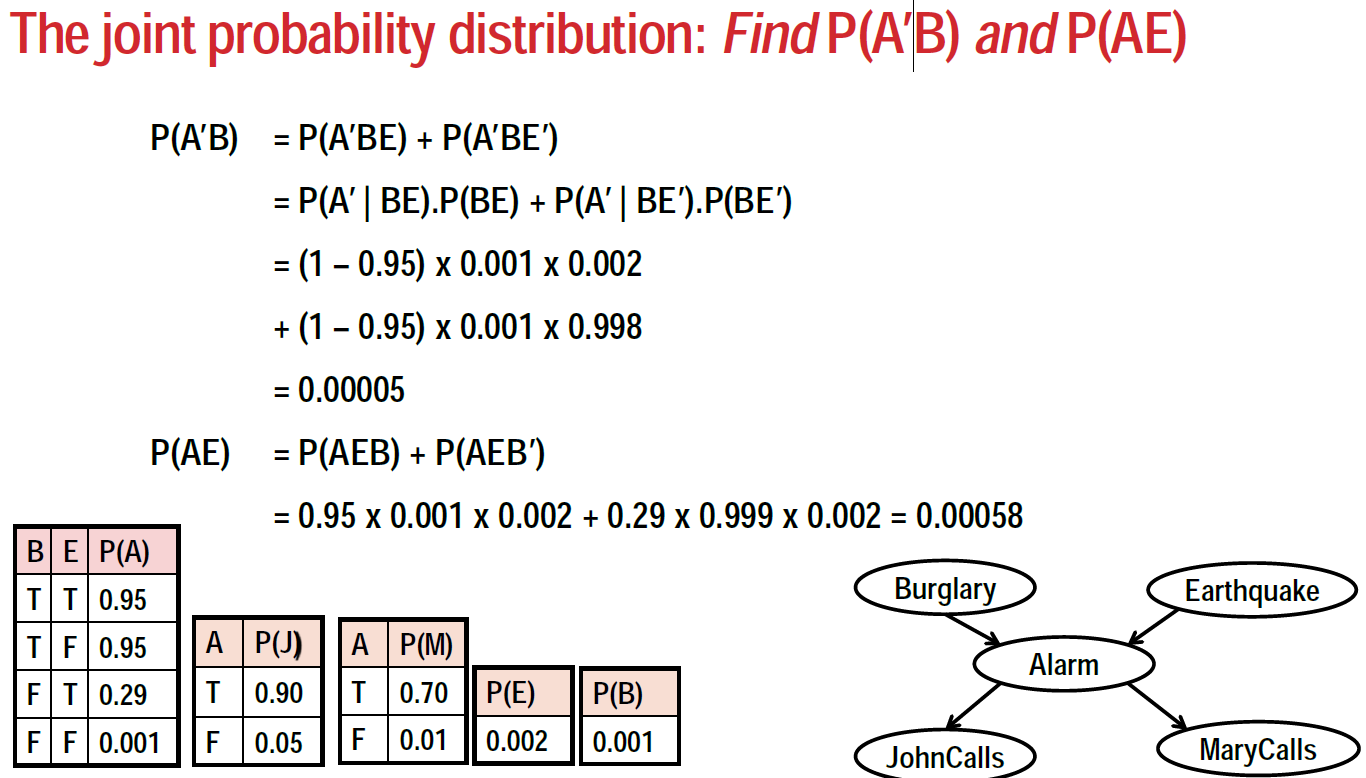 The joint probability distribution: Find P(A′B) and P(AE)
P(A′B) = P(A′BE) + P(A′BE′)
= P(A′ | BE).P(BE) + P(A′ | BE′).P(BE′)
= (1 – 0.95) x 0.001 x 0.002
+ (1 – 0.95) x 0.001 x 0.998
= 0.00005
P(AE) = P(AEB) + P(AEB′)
= 0.95 x 0.001 x 0.002 + 0.29 x 0.999 x 0.002 = 0.00058
B E P(A)
T T 0.95
T F 0.95
F T 0.29
F F 0.001
A P(J)
T 0.90
F 0.05
A P(M)
T 0.70
F 0.01
P(E)
0.002
P(B)
0.001
Burglary
Earthquake
Alarm
JohnCalls
MaryCalls